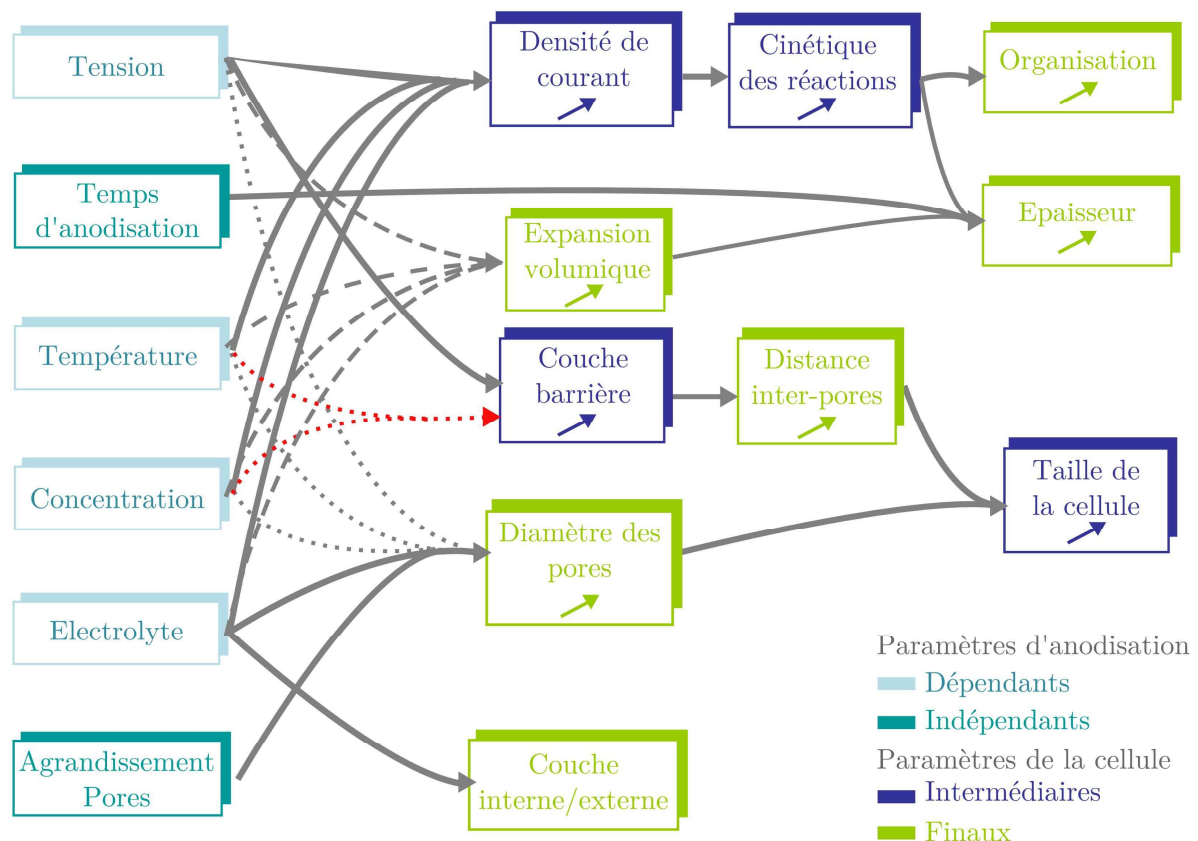 Tension
Temps
d'anodisation
Température
Concentration
Electrolyte
Agrandissement
Pores
Densité de
courant
Cinétique
des réactions
Organisation
Epaisseur
Expansion
volumique
Couche
barrière
Distance
inter-pores
Taille de
la cellule
Diamètre des
pores
Couche
interne/externe
Paramètres d'anodisation
Dépendants
Indépendants
Paramètres de la cellule
Intermédiaires
Finaux